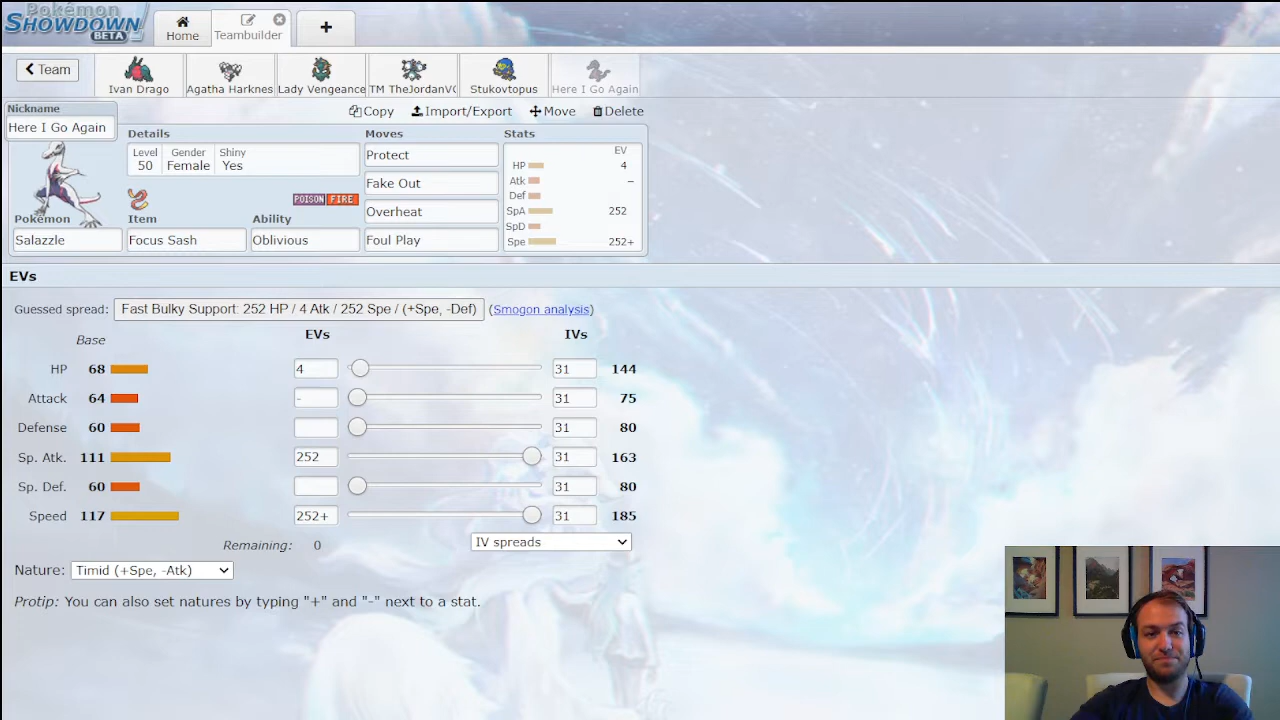 Pokémon
SHOWDOWN!
BETA
Home
Teambuilder
+
Team
Ivan Drago
Agatha Harknes
Lady Vengeance
TM TheJordanVG
Stukovtopus
Here I Go Again
Nickname
Here I Go Again
Copy Import/Export Move Delete
Details
Level Gender Shiny
50 Female Yes
POISON FIRE
Pokémon Item Ability
Salazzle Focus Sash Oblivious
Moves
Protect
Fake Out
Overheat
Foul Play
Stats
EV
HP 4
Atk –
Def
SpA 252
SpD
Spe 252+
EVs
Guessed spread: Fast Bulky Support: 252 HP / 4 Atk / 252 Spe / (+Spe, -Def) (Smogon analysis)
Base EVs IVs
HP 68 4 31 144
Attack 64 - 31 75
Defense 60 31 80
Sp. Atk. 111 252 31 163
Sp. Def. 60 31 80
Speed 117 252+ 31 185
Remaining: 0 IV spreads
Nature: Timid (+Spe, -Atk)
Protip: You can also set natures by typing "+" and "-" next to a stat.